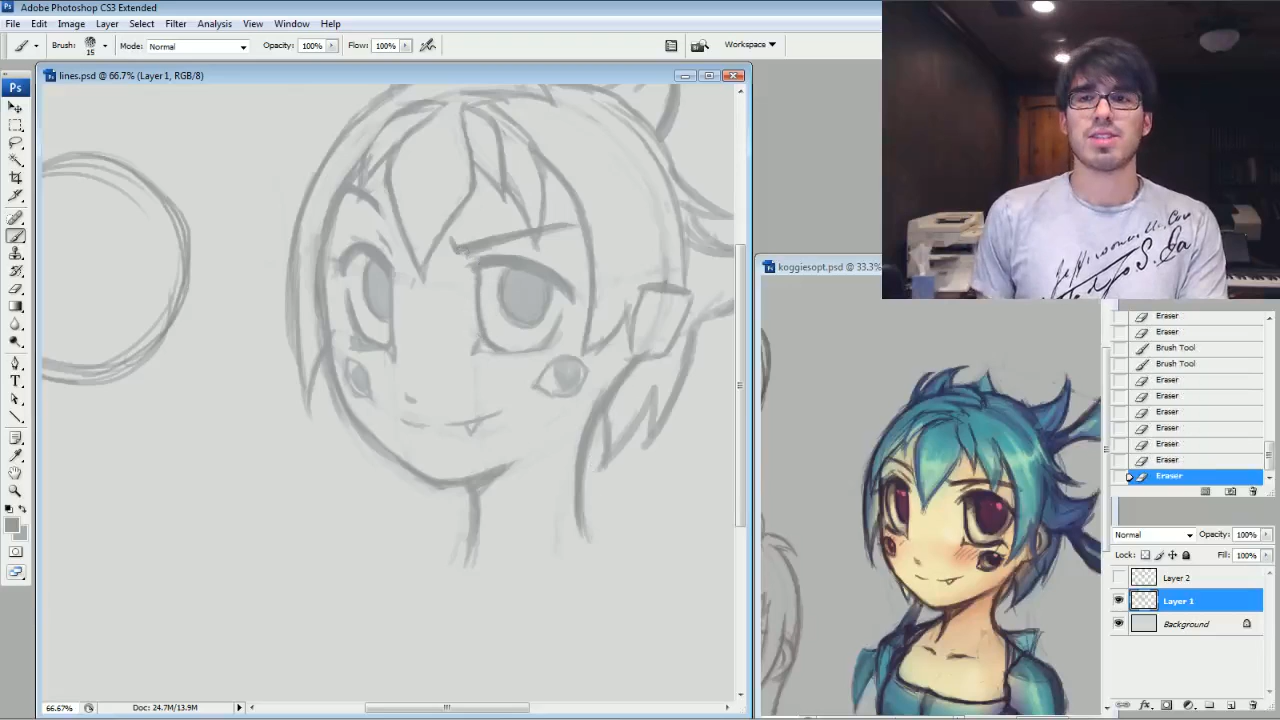 Adobe Photoshop CS3 Extended
File Edit Image Layer Select Filter Analysis View Window Help
Brush: 15 Mode: Normal Opacity: 100% Flow: 100% Workspace
lines.psd @ 66.7% (Layer 1, RGB/8)
koggiesopt.psd @ 33.3%
Ps
Eraser
Eraser
Brush Tool
Brush Tool
Eraser
Eraser
Eraser
Eraser
Eraser
Eraser
Eraser
Normal Opacity: 100%
Lock: Fill: 100%
Layer 2
Layer 1
Background
66.67% Doc: 24.7M/13.9M